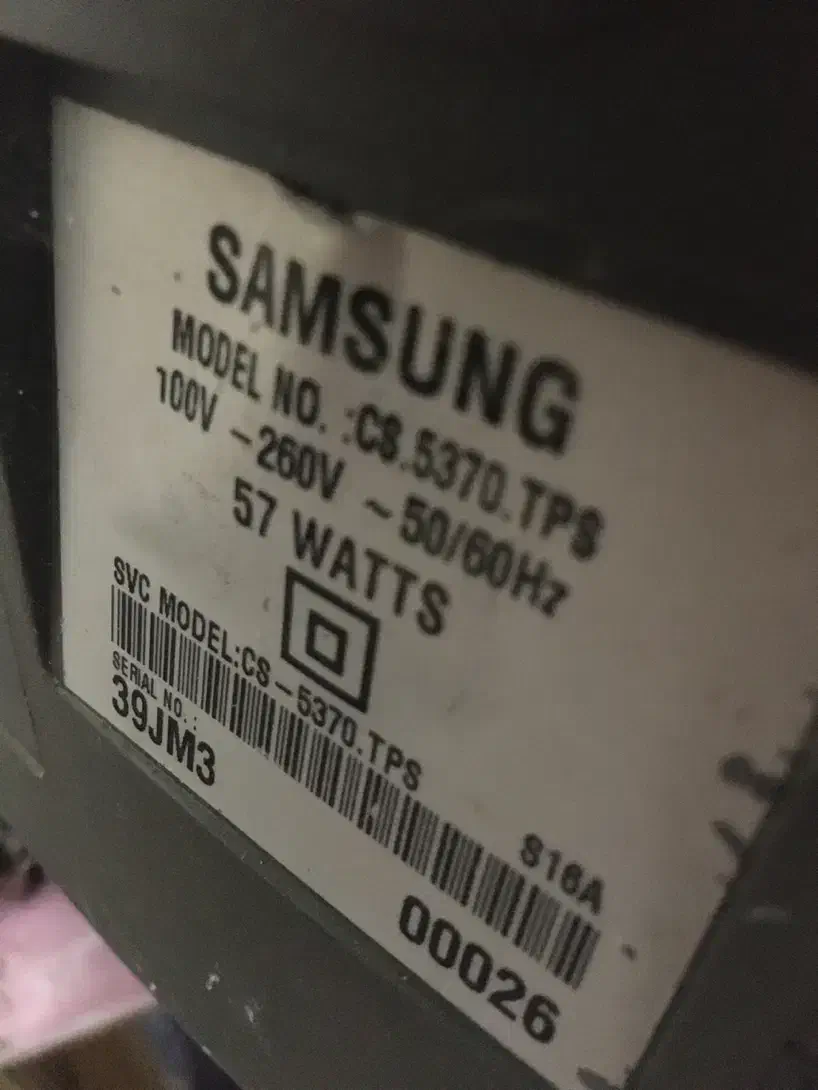 SAMSUNG
MODEL NO. :CS.5370.TPS
100V - 260V ~ 50/60Hz
57 WATTS
SVC MODEL:CS-5370.TPS
S16A
SERIAL NO. :
39JM3 00026